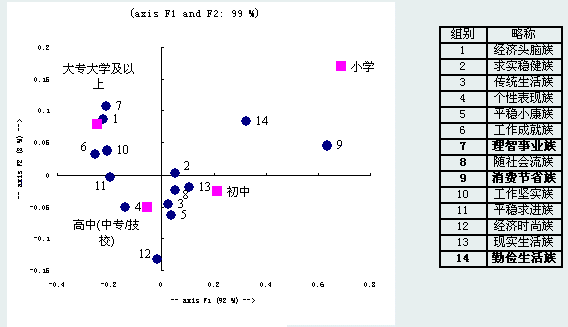 (axis F1 and F2: 99 %)
-- axis F2 (8 %) -->
0.2
0.15
0.1
0.05
0
-0.05
-0.1
-0.15
-0.4
-0.2
0
0.2
0.4
0.6
0.8
-- axis F1 (92 %) -->
大专大学及以
上
小学
初中
高中(中专/技
校)
7
1
14
9
6
10
2
11
13
8
4
3
5
12
组别 略称
1 经济头脑族
2 求实稳健族
3 传统生活族
4 个性表现族
5 平稳小康族
6 工作成就族
7 理智事业族
8 随社会流族
9 消费节省族
10 工作坚实族
11 平稳求进族
12 经济时尚族
13 现实生活族
14 勤俭生活族